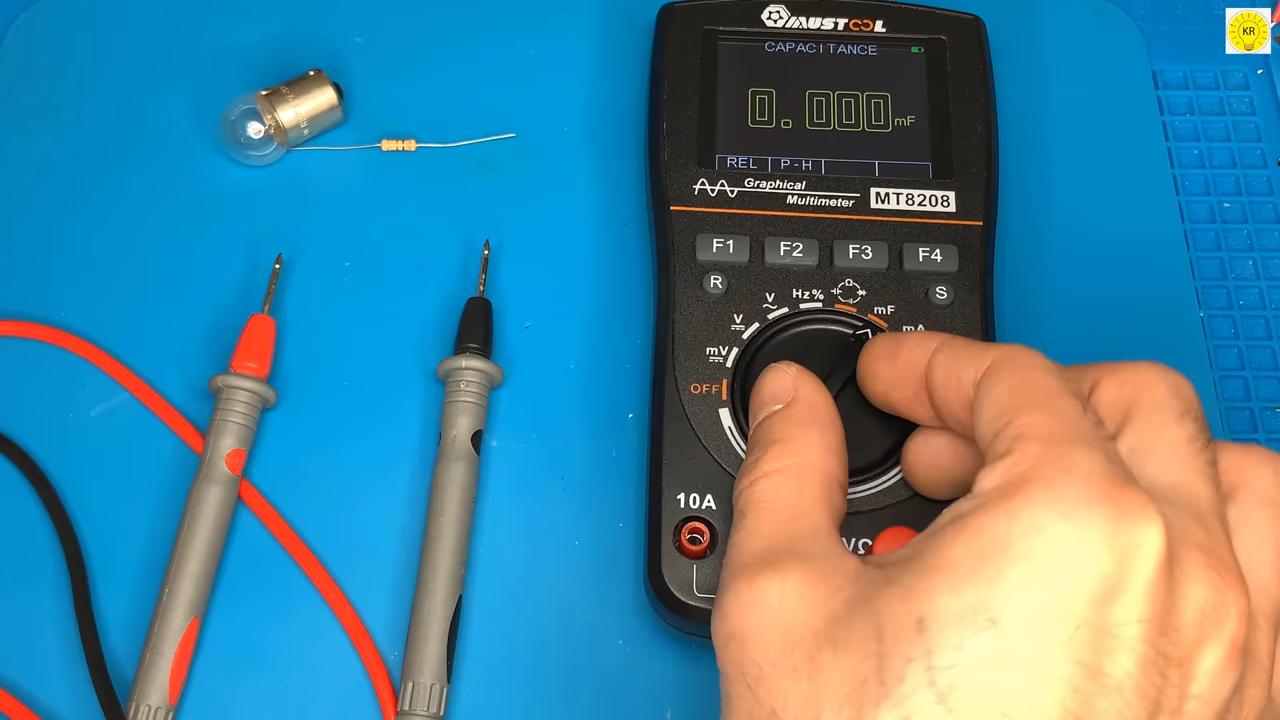 MUSTOOL
CAPACITANCE
0.000 mF
REL P-H
Graphical
Multimeter
MT8208
F1 F2 F3 F4
R S
Hz%
mF
V
V
mA
mV
OFF
10A
VΩ
KR